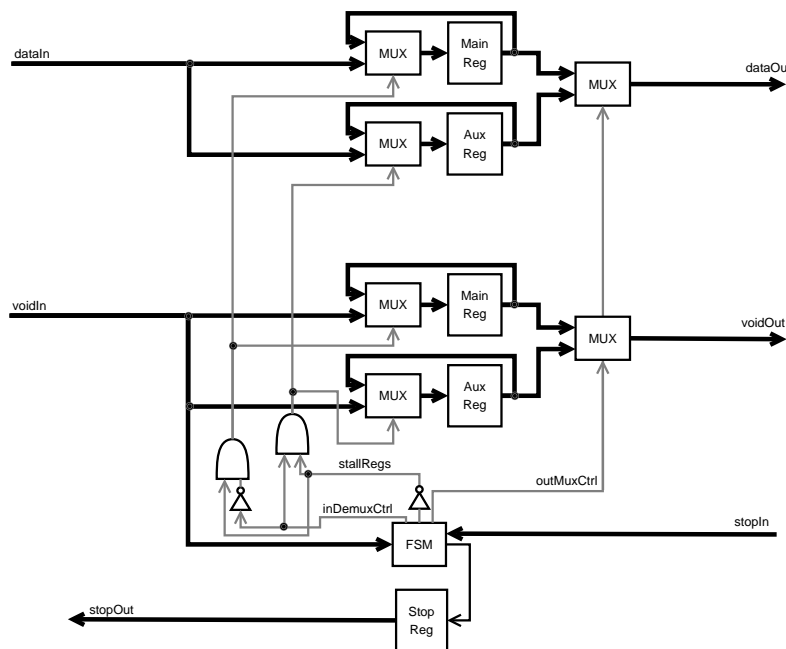 dataIn
MUX
Main
Reg
MUX
dataOu
MUX
Aux
Reg
voidIn
MUX
Main
Reg
MUX
voidOut
MUX
Aux
Reg
stallRegs
outMuxCtrl
inDemuxCtrl
stopIn
FSM
stopOut
Stop
Reg